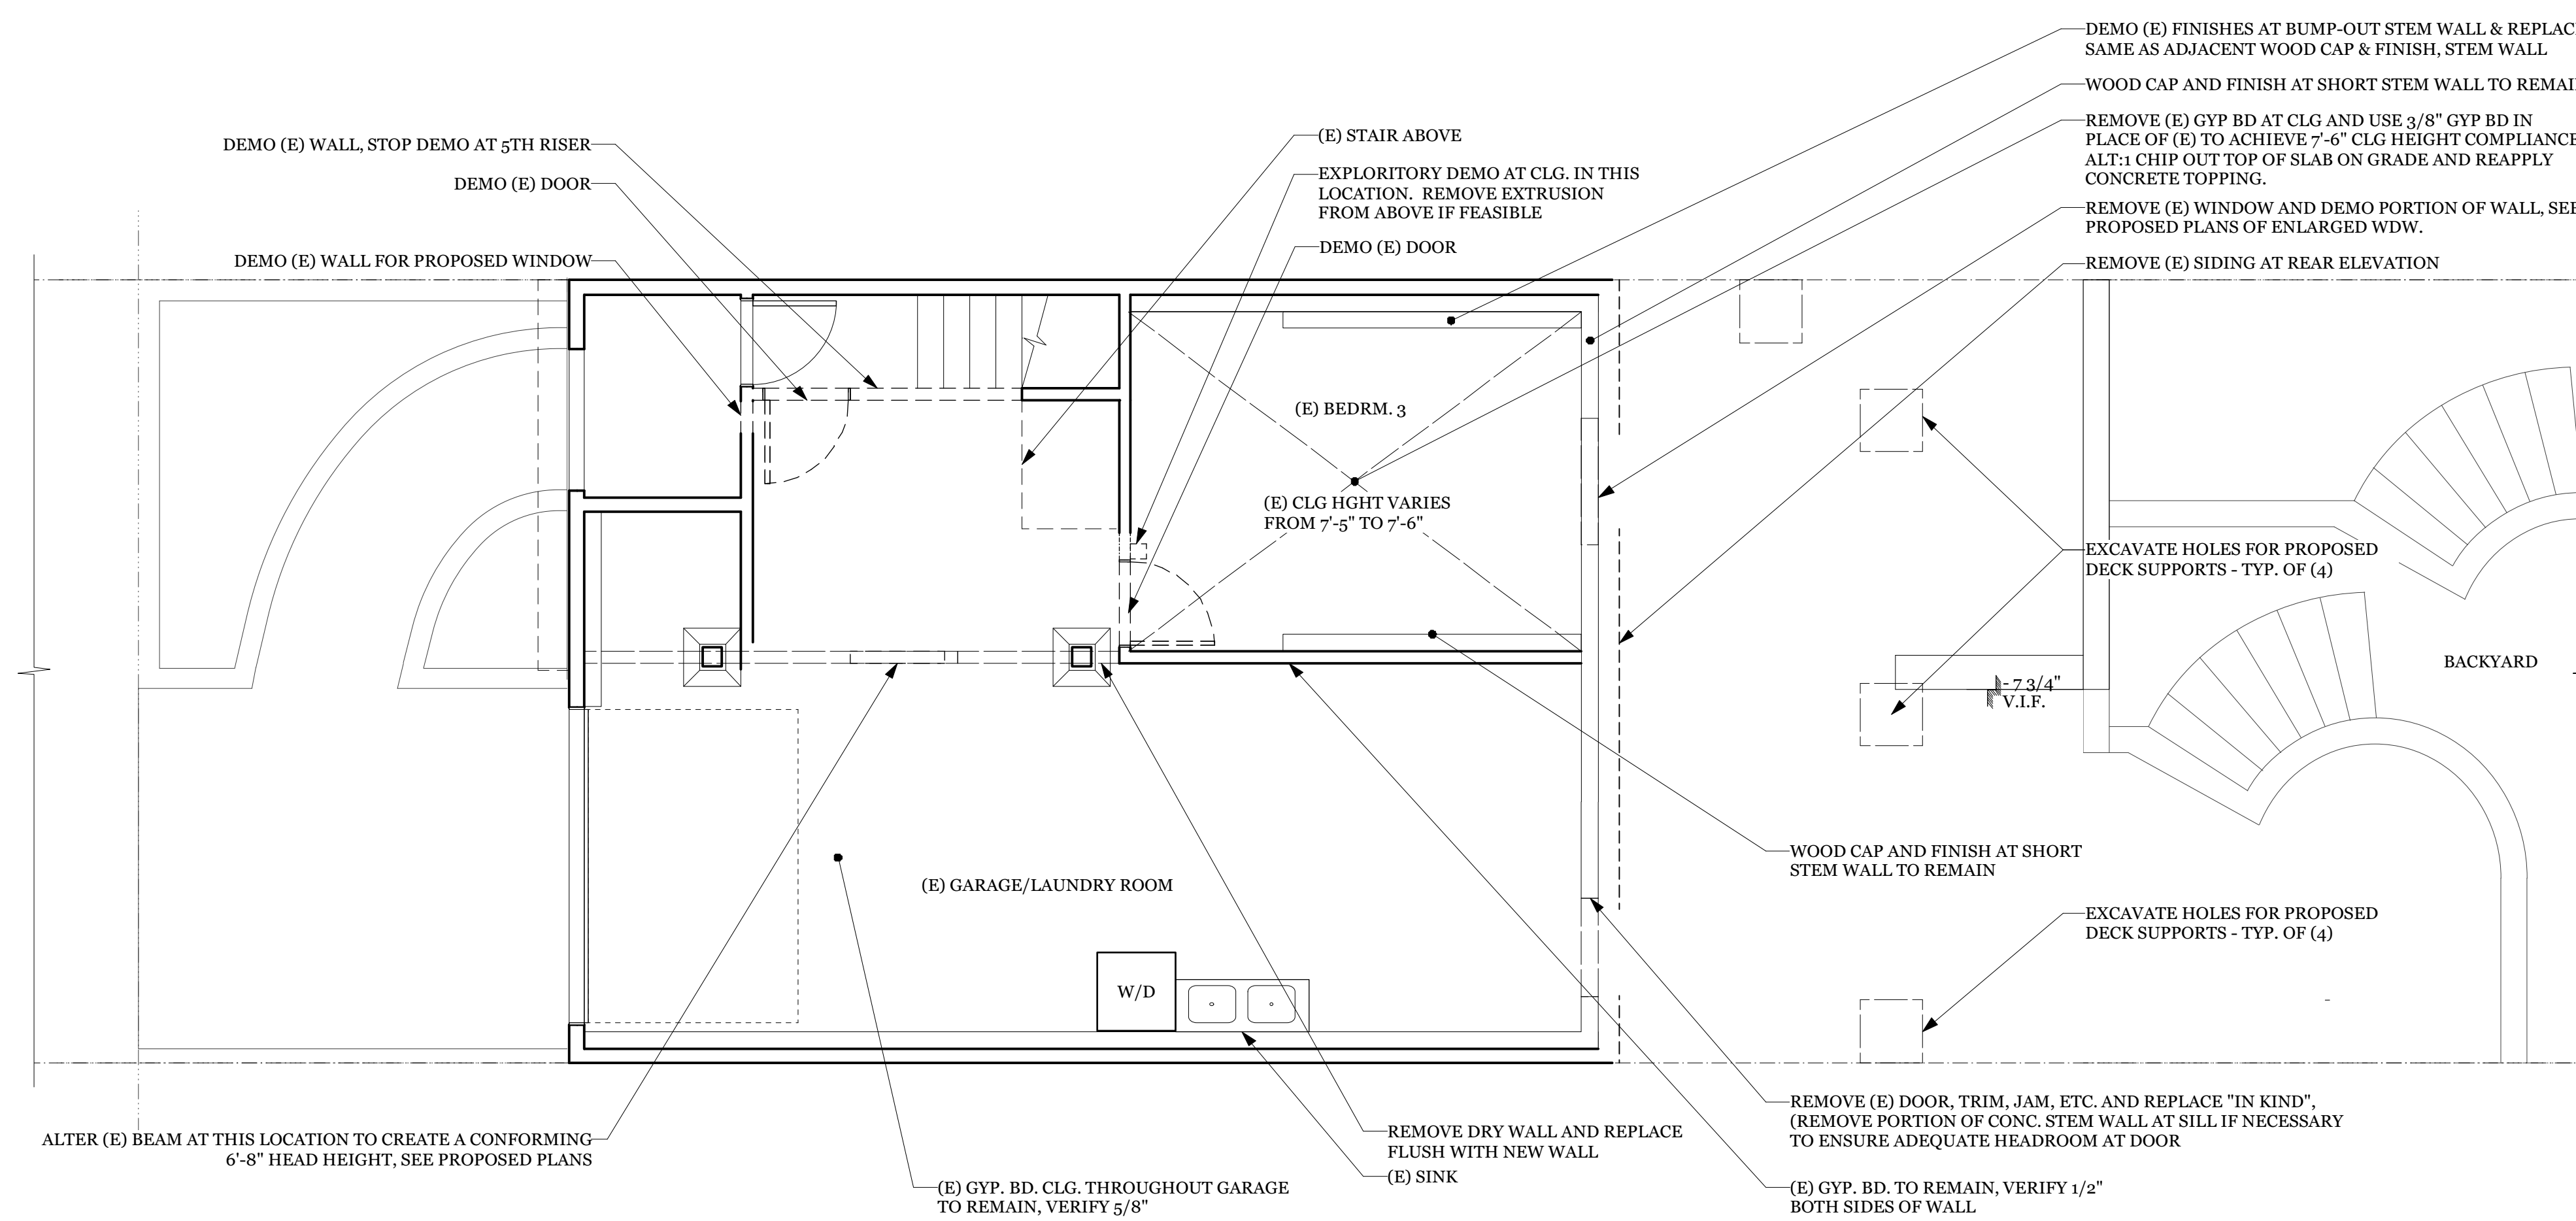 DEMO (E) FINISHES AT BUMP-OUT STEM WALL & REPLAC
SAME AS ADJACENT WOOD CAP & FINISH, STEM WALL
WOOD CAP AND FINISH AT SHORT STEM WALL TO REMAI
REMOVE (E) GYP BD AT CLG AND USE 3/8" GYP BD IN
PLACE OF (E) TO ACHIEVE 7'-6" CLG HEIGHT COMPLIANCE
ALT:1 CHIP OUT TOP OF SLAB ON GRADE AND REAPPLY
CONCRETE TOPPING.
REMOVE (E) WINDOW AND DEMO PORTION OF WALL, SEE
PROPOSED PLANS OF ENLARGED WDW.
REMOVE (E) SIDING AT REAR ELEVATION
DEMO (E) WALL, STOP DEMO AT 5TH RISER
DEMO (E) DOOR
DEMO (E) WALL FOR PROPOSED WINDOW
(E) STAIR ABOVE
EXPLORITORY DEMO AT CLG. IN THIS
LOCATION. REMOVE EXTRUSION
FROM ABOVE IF FEASIBLE
DEMO (E) DOOR
(E) BEDRM. 3
(E) CLG HGHT VARIES
FROM 7'-5" TO 7'-6"
EXCAVATE HOLES FOR PROPOSED
DECK SUPPORTS - TYP. OF (4)
BACKYARD
- 7 3/4"
V.I.F.
WOOD CAP AND FINISH AT SHORT
STEM WALL TO REMAIN
(E) GARAGE/LAUNDRY ROOM
EXCAVATE HOLES FOR PROPOSED
DECK SUPPORTS - TYP. OF (4)
W/D
ALTER (E) BEAM AT THIS LOCATION TO CREATE A CONFORMING
6'-8" HEAD HEIGHT, SEE PROPOSED PLANS
(E) GYP. BD. CLG. THROUGHOUT GARAGE
TO REMAIN, VERIFY 5/8"
REMOVE DRY WALL AND REPLACE
FLUSH WITH NEW WALL
(E) SINK
REMOVE (E) DOOR, TRIM, JAM, ETC. AND REPLACE "IN KIND",
(REMOVE PORTION OF CONC. STEM WALL AT SILL IF NECESSARY
TO ENSURE ADEQUATE HEADROOM AT DOOR
(E) GYP. BD. TO REMAIN, VERIFY 1/2"
BOTH SIDES OF WALL